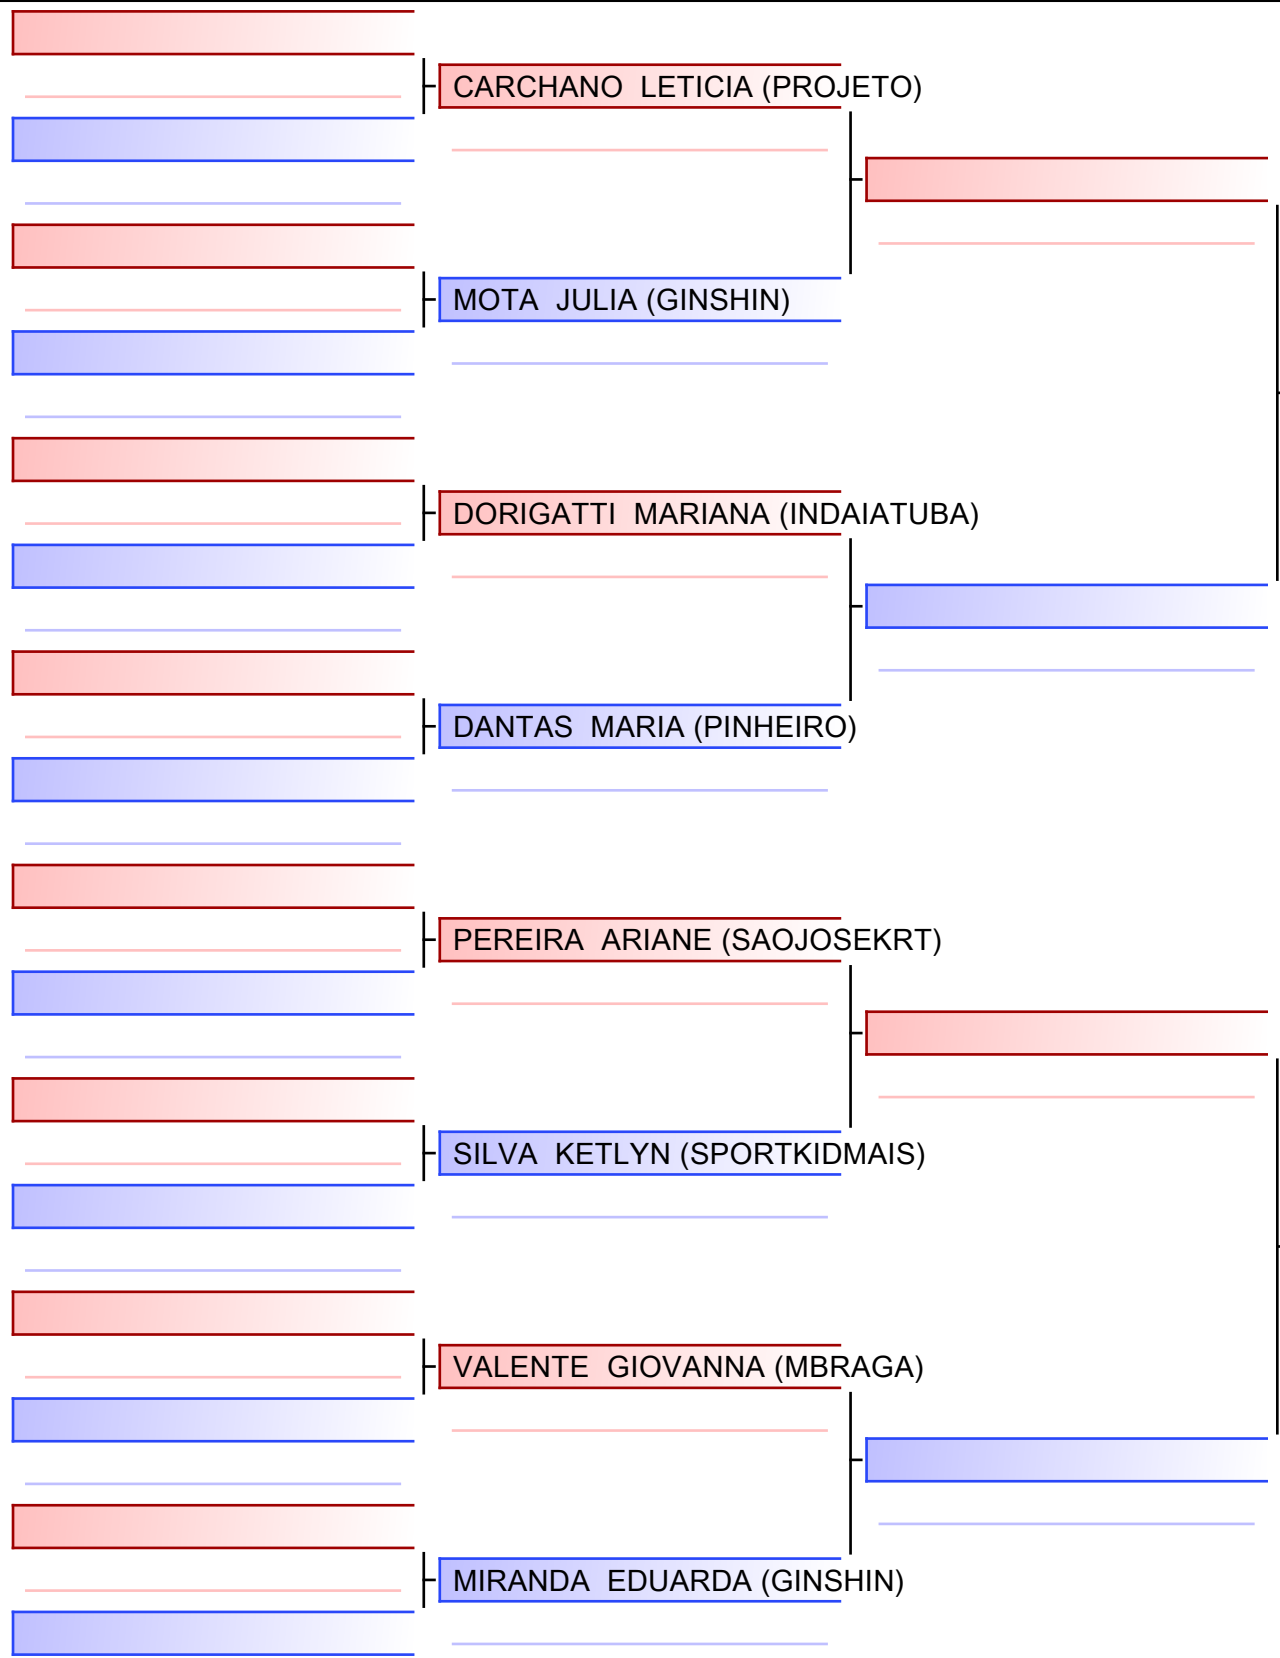 CARCHANO LETICIA (PROJETO)
MOTA JULIA (GINSHIN)
DORIGATTI MARIANA (INDAIATUBA)
DANTAS MARIA (PINHEIRO)
PEREIRA ARIANE (SAOJOSEKRT)
SILVA KETLYN (SPORTKIDMAIS)
VALENTE GIOVANNA (MBRAGA)
MIRANDA EDUARDA (GINSHIN)